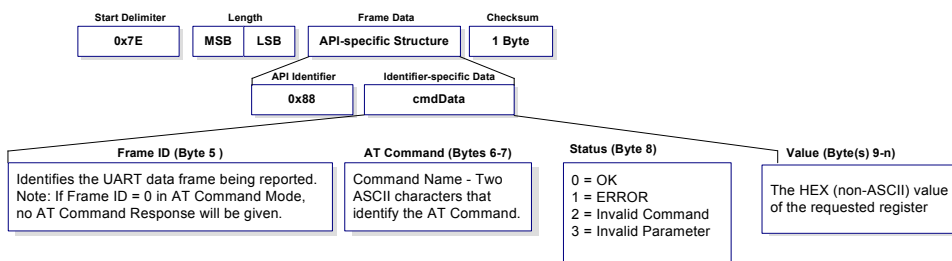 Start Delimiter
Length
Frame Data
Checksum
0x7E
MSB
LSB
API-specific Structure
1 Byte
API Identifier
Identifier-specific Data
0x88
cmdData
Frame ID (Byte 5 )
Identifies the UART data frame being reported.
Note: If Frame ID = 0 in AT Command Mode,
no AT Command Response will be given.
AT Command (Bytes 6-7)
Command Name - Two
ASCII characters that
identify the AT Command.
Status (Byte 8)
0 = OK
1 = ERROR
2 = Invalid Command
3 = Invalid Parameter
Value (Byte(s) 9-n)
The HEX (non-ASCII) value
of the requested register